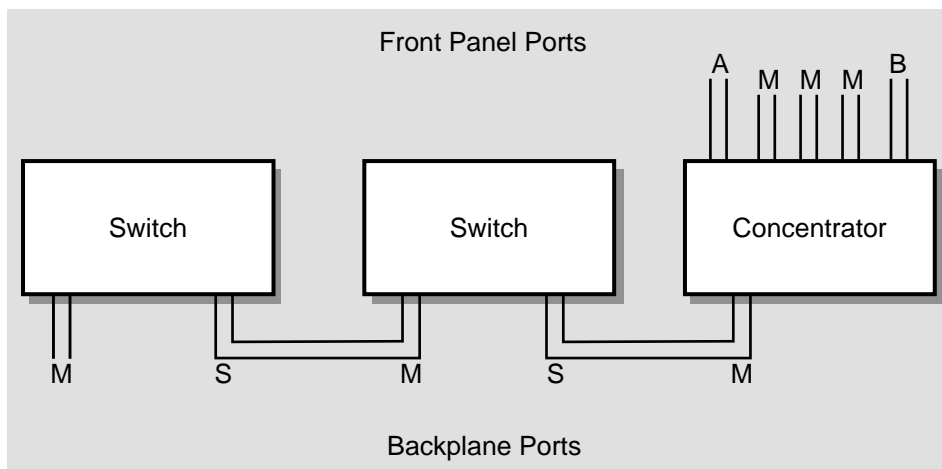 Front Panel Ports
A M M M B
Switch Switch Concentrator
M S M S M
Backplane Ports